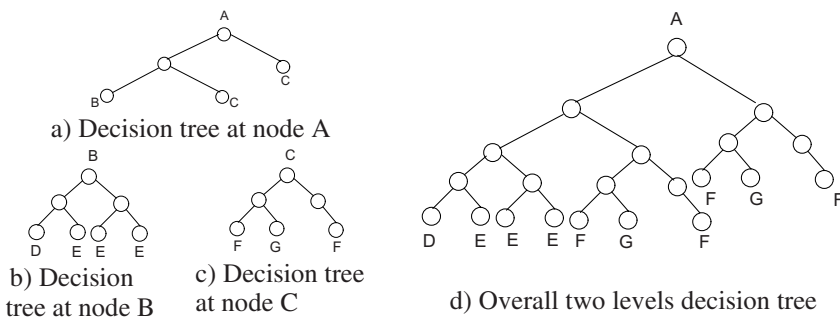 A
B
C
C
a) Decision tree at node A
B
D E E E
b) Decision
tree at node B
C
F G F
c) Decision tree
at node C
A
F G F
D E E E F G F
d) Overall two levels decision tree